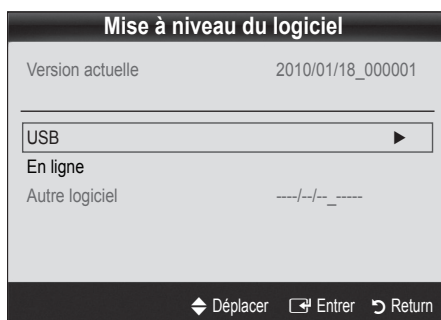 Mise à niveau du logiciel
Version actuelle 2010/01/18_000001
USB ►
En ligne
Autre logiciel ----/--/--_-----
Déplacer Entrer Return